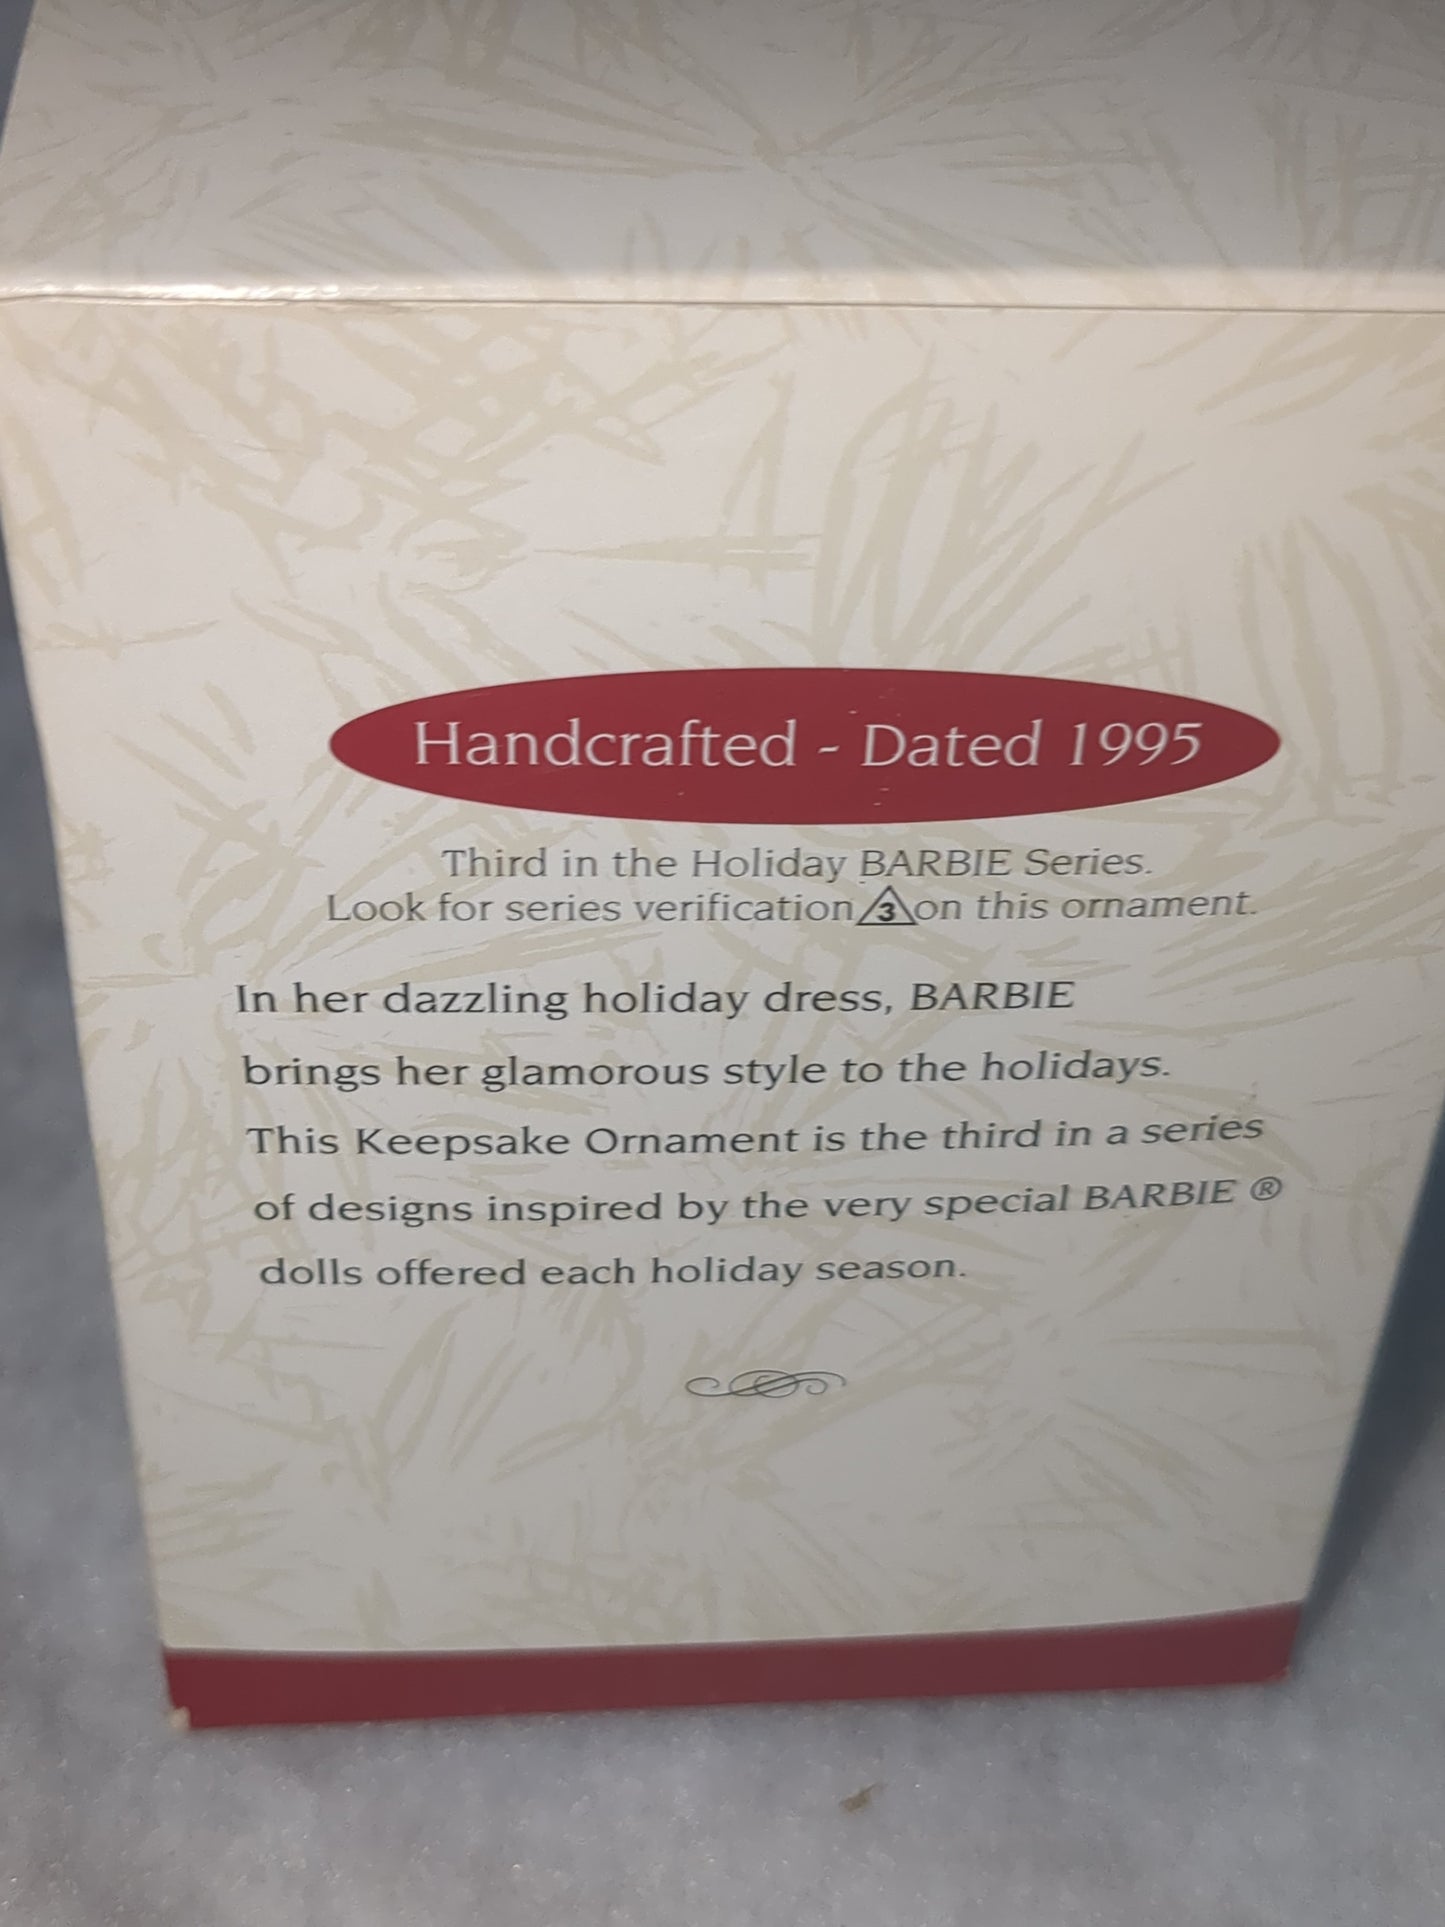 Handcrafted - Dated 1995
Third in the Holiday BARBIE Series.
Look for series verification 3 on this ornament.
In her dazzling holiday dress, BARBIE
brings her glamorous style to the holidays.
This Keepsake Ornament is the third in a series
of designs inspired by the very special BARBIE ®
dolls offered each holiday season.